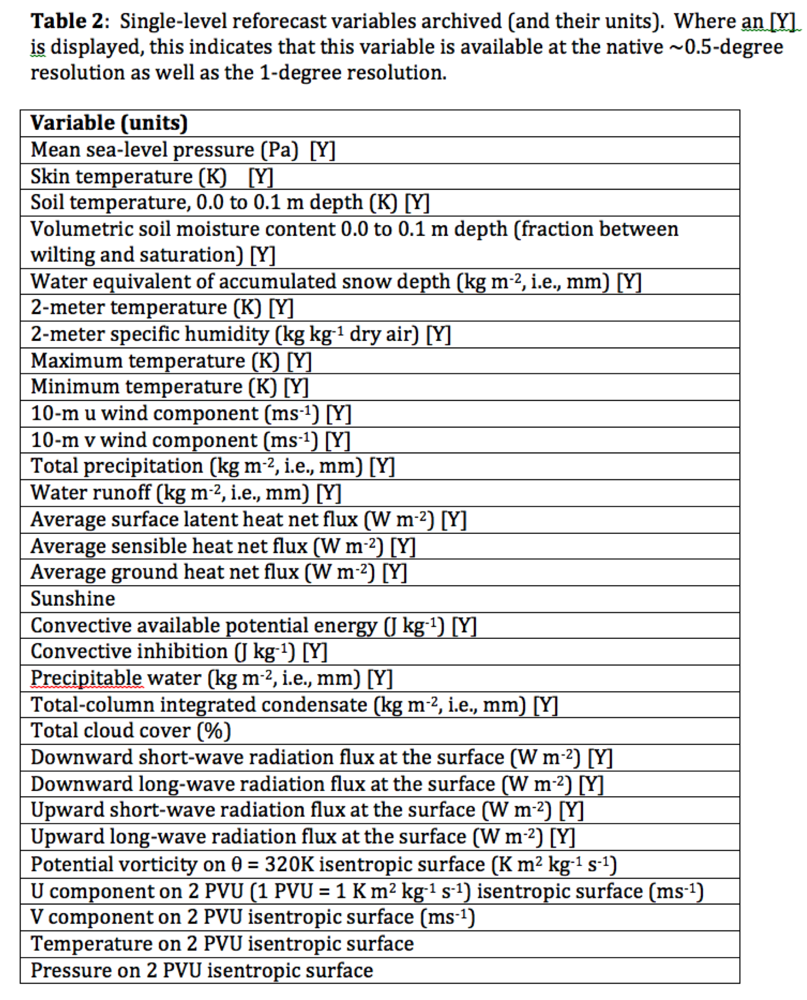 Table 2:  Single-level reforecast variables archived (and their units).  Where an [Y]
is displayed, this indicates that this variable is available at the native ~0.5-degree
resolution as well as the 1-degree resolution.
Variable (units)
Mean sea-level pressure (Pa)  [Y]
Skin temperature (K)   [Y]
Soil temperature, 0.0 to 0.1 m depth (K) [Y]
Volumetric soil moisture content 0.0 to 0.1 m depth (fraction between
wilting and saturation) [Y]
Water equivalent of accumulated snow depth (kg m⁻², i.e., mm) [Y]
2-meter temperature (K) [Y]
2-meter specific humidity (kg kg⁻¹ dry air) [Y]
Maximum temperature (K) [Y]
Minimum temperature (K) [Y]
10-m u wind component (ms⁻¹) [Y]
10-m v wind component (ms⁻¹) [Y]
Total precipitation (kg m⁻², i.e., mm) [Y]
Water runoff (kg m⁻², i.e., mm) [Y]
Average surface latent heat net flux (W m⁻²) [Y]
Average sensible heat net flux (W m⁻²) [Y]
Average ground heat net flux (W m⁻²) [Y]
Sunshine
Convective available potential energy (J kg⁻¹) [Y]
Convective inhibition (J kg⁻¹) [Y]
Precipitable water (kg m⁻², i.e., mm) [Y]
Total-column integrated condensate (kg m⁻², i.e., mm) [Y]
Total cloud cover (%)
Downward short-wave radiation flux at the surface (W m⁻²) [Y]
Downward long-wave radiation flux at the surface (W m⁻²) [Y]
Upward short-wave radiation flux at the surface (W m⁻²) [Y]
Upward long-wave radiation flux at the surface (W m⁻²) [Y]
Potential vorticity on θ = 320K isentropic surface (K m² kg⁻¹ s⁻¹)
U component on 2 PVU (1 PVU = 1 K m² kg⁻¹ s⁻¹) isentropic surface (ms⁻¹)
V component on 2 PVU isentropic surface (ms⁻¹)
Temperature on 2 PVU isentropic surface
Pressure on 2 PVU isentropic surface